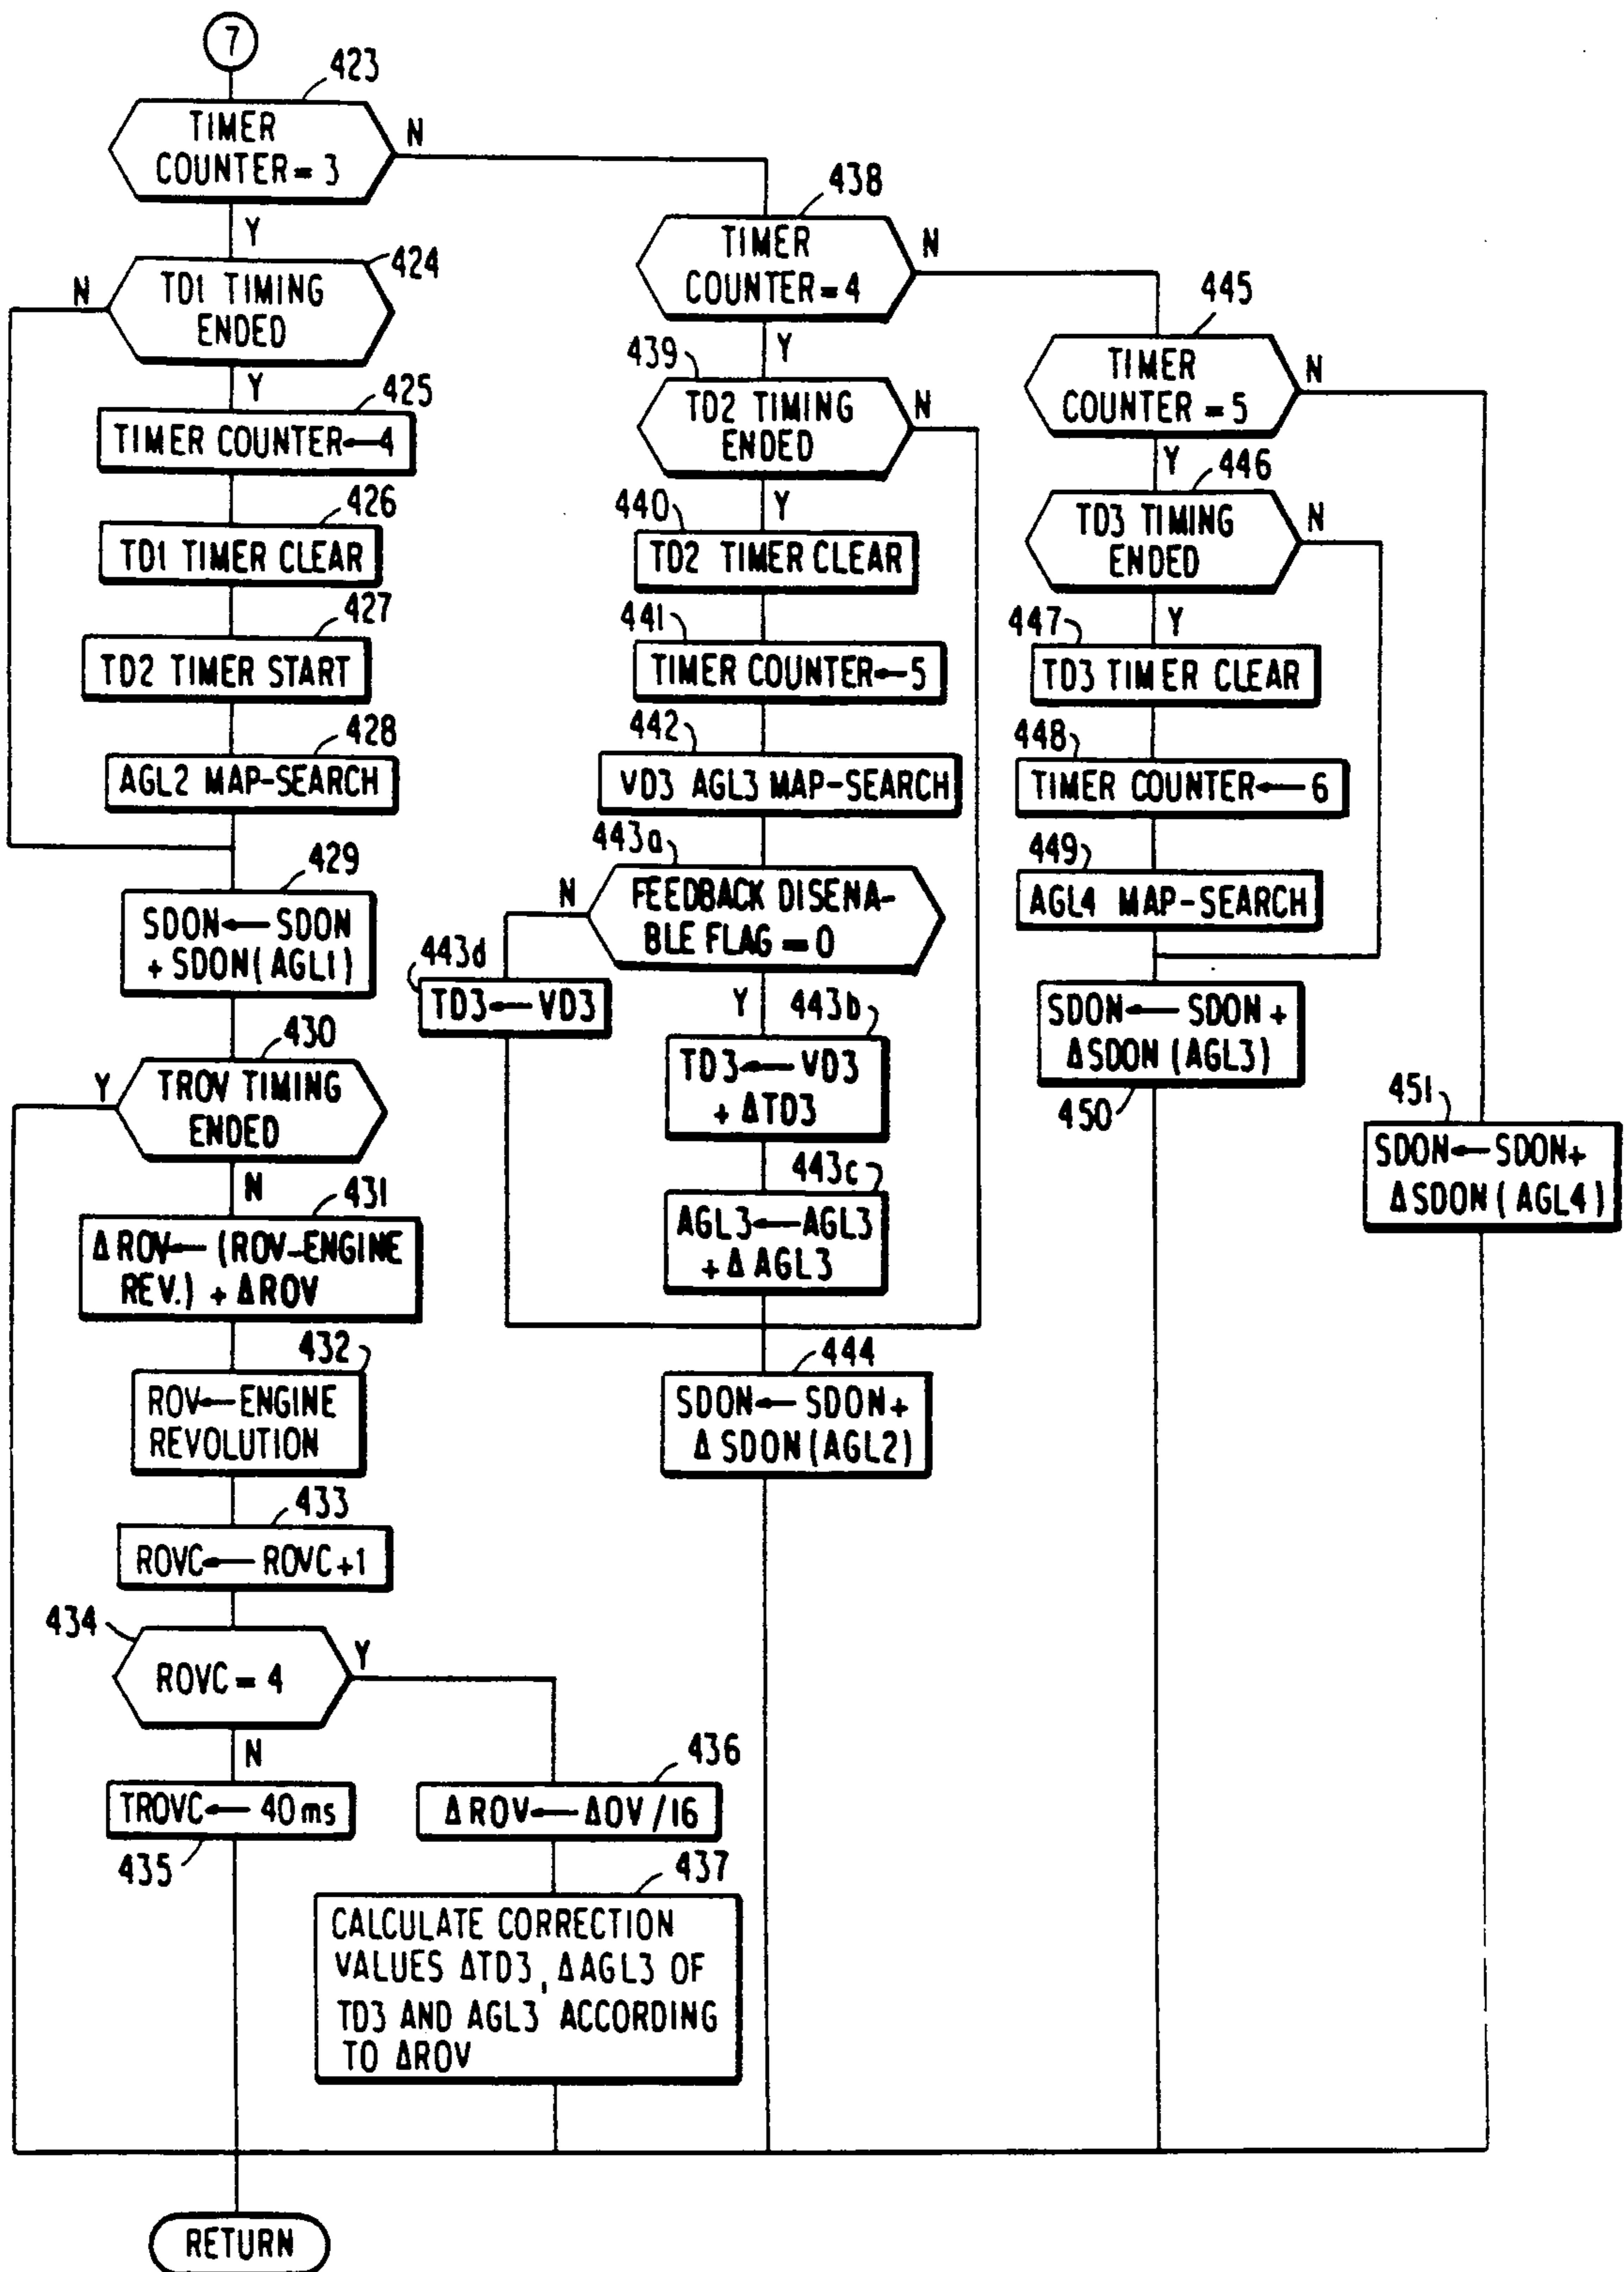 7
423
TIMER
COUNTER = 3
N
Y
424
TD1 TIMING
ENDED
N
Y
425
TIMER COUNTER←4
426
TD1 TIMER CLEAR
427
TD2 TIMER START
428
AGL2 MAP-SEARCH
429
SDON←SDON
+ SDON(AGL1)
430
TROV TIMING
ENDED
Y
N
431
ΔROV←(ROV-ENGINE
REV.) + ΔROV
432
ROV←ENGINE
REVOLUTION
433
ROVC←ROVC+1
434
ROVC = 4
Y
N
TROVC←40ms
435
436
ΔROV←ΔOV/16
437
CALCULATE CORRECTION
VALUES ΔTD3, ΔAGL3 OF
TD3 AND AGL3 ACCORDING
TO ΔROV
438
TIMER
COUNTER = 4
N
Y
439
TD2 TIMING
ENDED
N
Y
440
TD2 TIMER CLEAR
441
TIMER COUNTER←5
442
VD3 AGL3 MAP-SEARCH
443a
FEEDBACK DISENA-
BLE FLAG = 0
N
Y
443d
TD3←VD3
443b
TD3←VD3
+ ΔTD3
443c
AGL3←AGL3
+ Δ AGL3
444
SDON←SDON+
Δ SDON(AGL2)
445
TIMER
COUNTER = 5
N
Y
446
TD3 TIMING
ENDED
N
Y
447
TD3 TIMER CLEAR
448
TIMER COUNTER←6
449
AGL4 MAP-SEARCH
SDON←SDON+
ΔSDON (AGL3)
450
451
SDON←SDON+
Δ SDON (AGL4)
RETURN